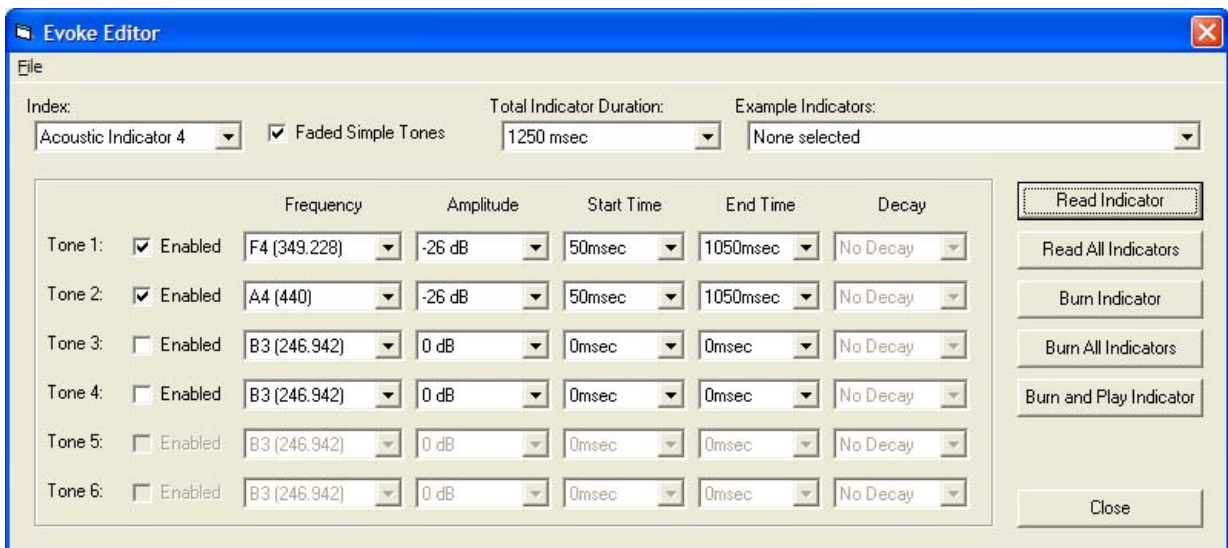 Evoke Editor
File
Index: Total Indicator Duration: Example Indicators:
Acoustic Indicator 4 Faded Simple Tones 1250 msec None selected
Frequency Amplitude Start Time End Time Decay Read Indicator
Tone 1: Enabled F4 (349.228) -26 dB 50msec 1050msec No Decay Read All Indicators
Tone 2: Enabled A4 (440) -26 dB 50msec 1050msec No Decay Burn Indicator
Tone 3: Enabled B3 (246.942) 0 dB 0msec 0msec No Decay Burn All Indicators
Tone 4: Enabled B3 (246.942) 0 dB 0msec 0msec No Decay Burn and Play Indicator
Tone 5: Enabled B3 (246.942) 0 dB 0msec 0msec No Decay
Tone 6: Enabled B3 (246.942) 0 dB 0msec 0msec No Decay Close